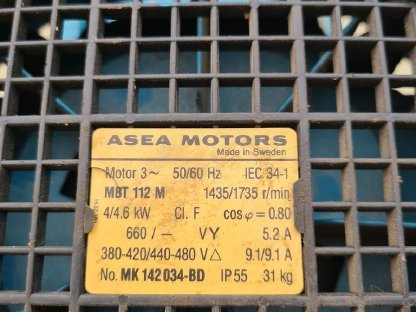 ASEA MOTORS
Made in Sweden
Motor 3~ 50/60 Hz IEC 34-1
MBT 112 M 1435/1735 r/min
4/4.6 kW Cl. F cos φ = 0.80
660 / – VY 5.2 A
380-420/440-480 V△ 9.1/9.1 A
No. MK 142 034-BD IP 55 31 kg